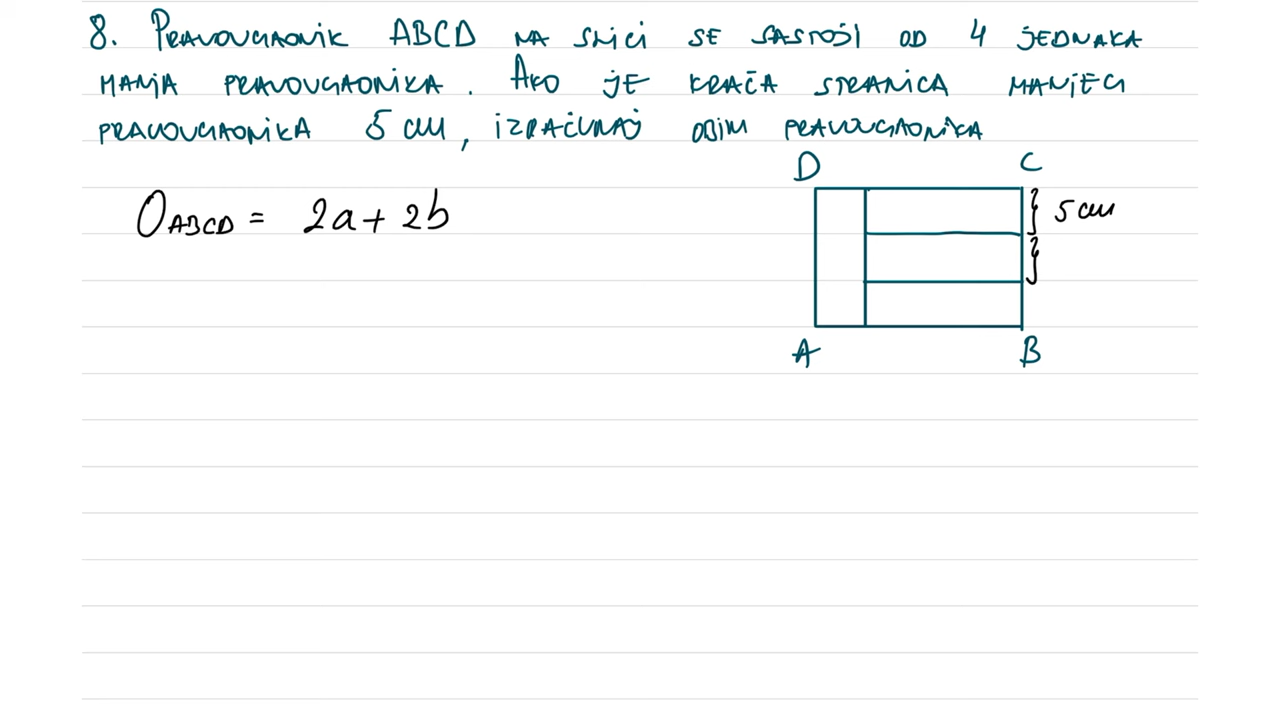 8. PRAVOUGAONIK ABCD NA SLICI SE SASTOJI OD 4 JEDNAKA
MANJA PRAVOUGAONIKA. AKO JE KRAĆA STRANICA MANJEG
PRAVOUGAONIKA 5 cm, IZRAČUNAJ OBIM PRAVOUGAONIKA
D C
O ABCD = 2a + 2b
5 cm
A B